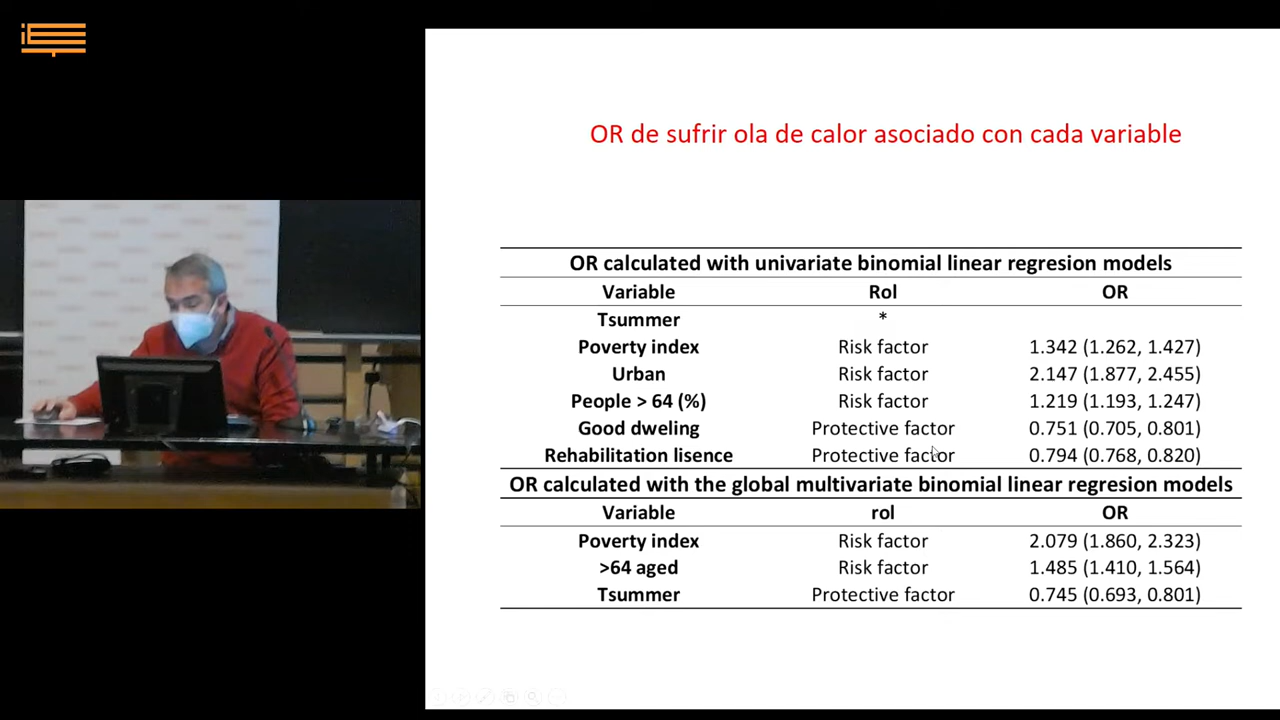 OR de sufrir ola de calor asociado con cada variable
OR calculated with univariate binomial linear regresion models
Variable Rol OR
Tsummer *
Poverty index Risk factor 1.342 (1.262, 1.427)
Urban Risk factor 2.147 (1.877, 2.455)
People > 64 (%) Risk factor 1.219 (1.193, 1.247)
Good dweling Protective factor 0.751 (0.705, 0.801)
Rehabilitation lisence Protective factor 0.794 (0.768, 0.820)
OR calculated with the global multivariate binomial linear regresion models
Variable rol OR
Poverty index Risk factor 2.079 (1.860, 2.323)
>64 aged Risk factor 1.485 (1.410, 1.564)
Tsummer Protective factor 0.745 (0.693, 0.801)